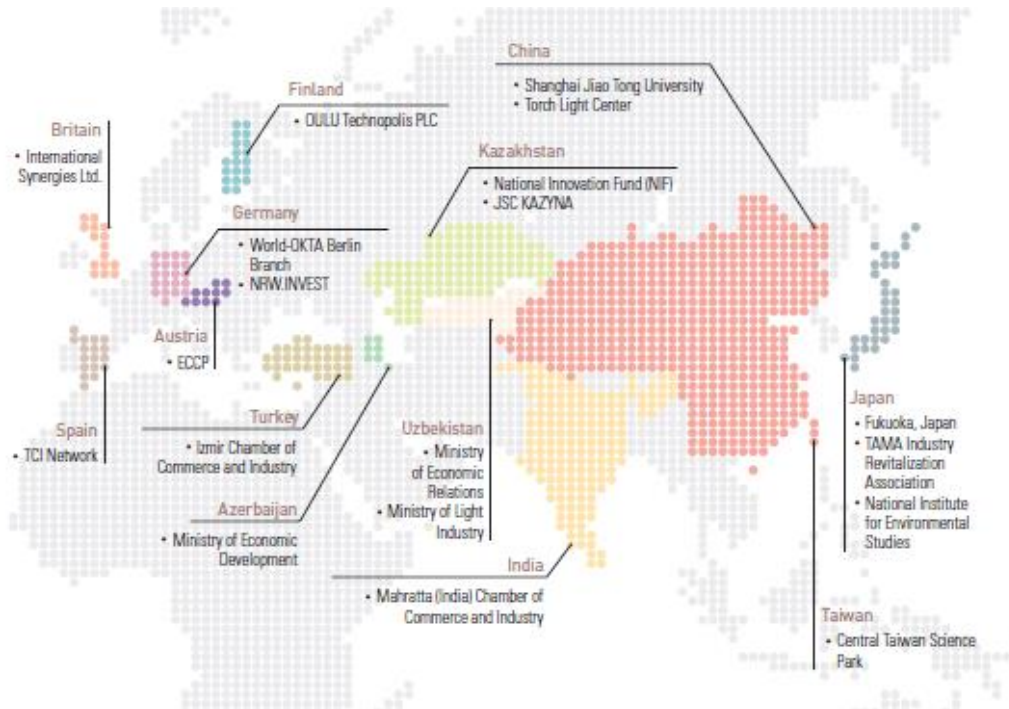 China
• Shanghai Jiao Tong University
• Torch Light Center
Finland
• OULU Technopolis PLC
Britain
• International
Synergies Ltd.
Kazakhstan
• National Innovation Fund (NIF)
• JSC KAZYNA
Germany
• World-OKTA Berlin
Branch
• NRW.INVEST
Austria
• ECCP
Spain
• TCI Network
Turkey
• Izmir Chamber of
Commerce and Industry
Azerbaijan
• Ministry of Economic
Development
Uzbekistan
• Ministry
of Economic
Relations
• Ministry of Light
Industry
India
• Mahratta (India) Chamber of
Commerce and Industry
Japan
• Fukuoka, Japan
• TAMA Industry
Revitalization
Association
• National Institute
for Environmental
Studies
Taiwan
• Central Taiwan Science
Park